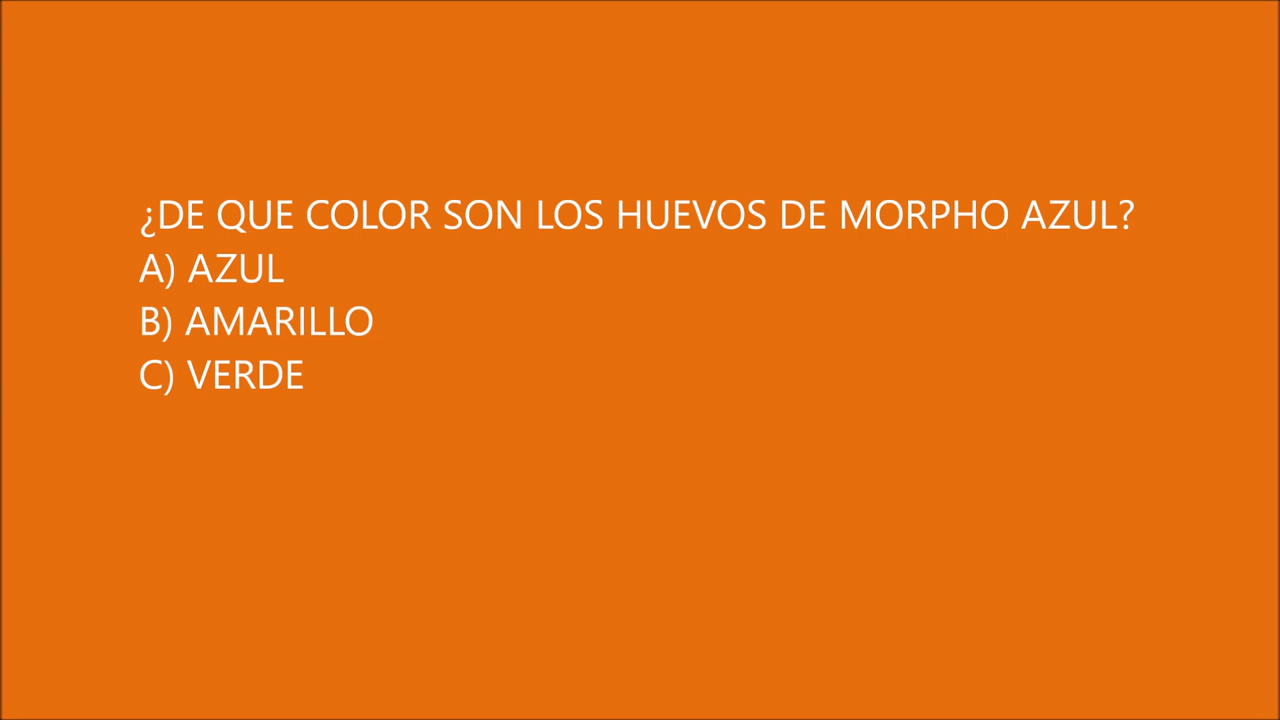 ¿DE QUE COLOR SON LOS HUEVOS DE MORPHO AZUL?
A) AZUL
B) AMARILLO
C) VERDE